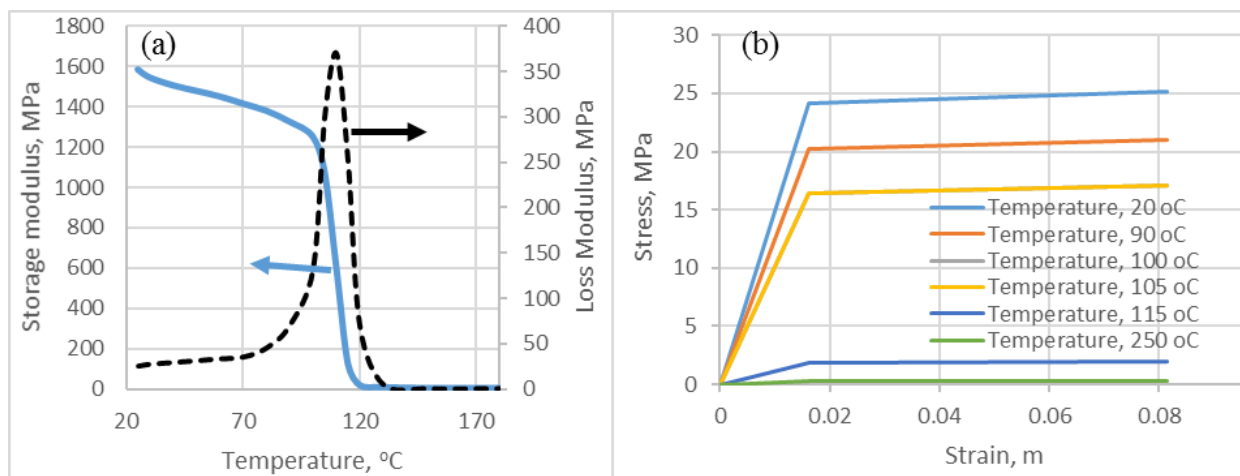 (a)
Storage modulus, MPa
1800
1600
1400
1200
1000
800
600
400
200
0
400
350
300
250
200
150
100
50
0
Loss Modulus, MPa
20 70 120 170
Temperature, °C
(b)
Stress, MPa
30
25
20
15
10
5
0
Temperature, 20 oC
Temperature, 90 oC
Temperature, 100 oC
Temperature, 105 oC
Temperature, 115 oC
Temperature, 250 oC
0 0.02 0.04 0.06 0.08
Strain, m